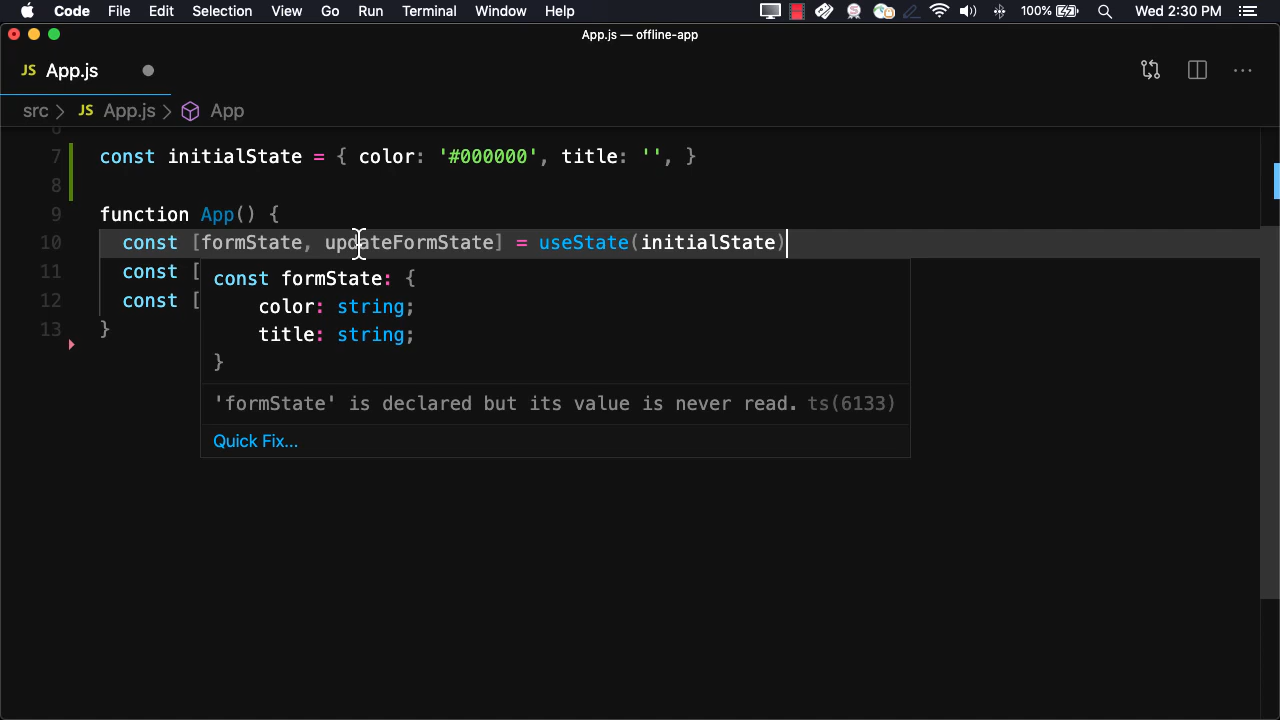 Code File Edit Selection View Go Run Terminal Window Help 100% Wed 2:30 PM
App.js — offline-app
JS App.js
src > JS App.js > App
7 const initialState = { color: '#000000', title: '', }
8
9 function App() {
10 const [formState, updateFormState] = useState(initialState)
11 const [
12 const [
13 }
const formState: {
color: string;
title: string;
}
'formState' is declared but its value is never read. ts(6133)
Quick Fix...